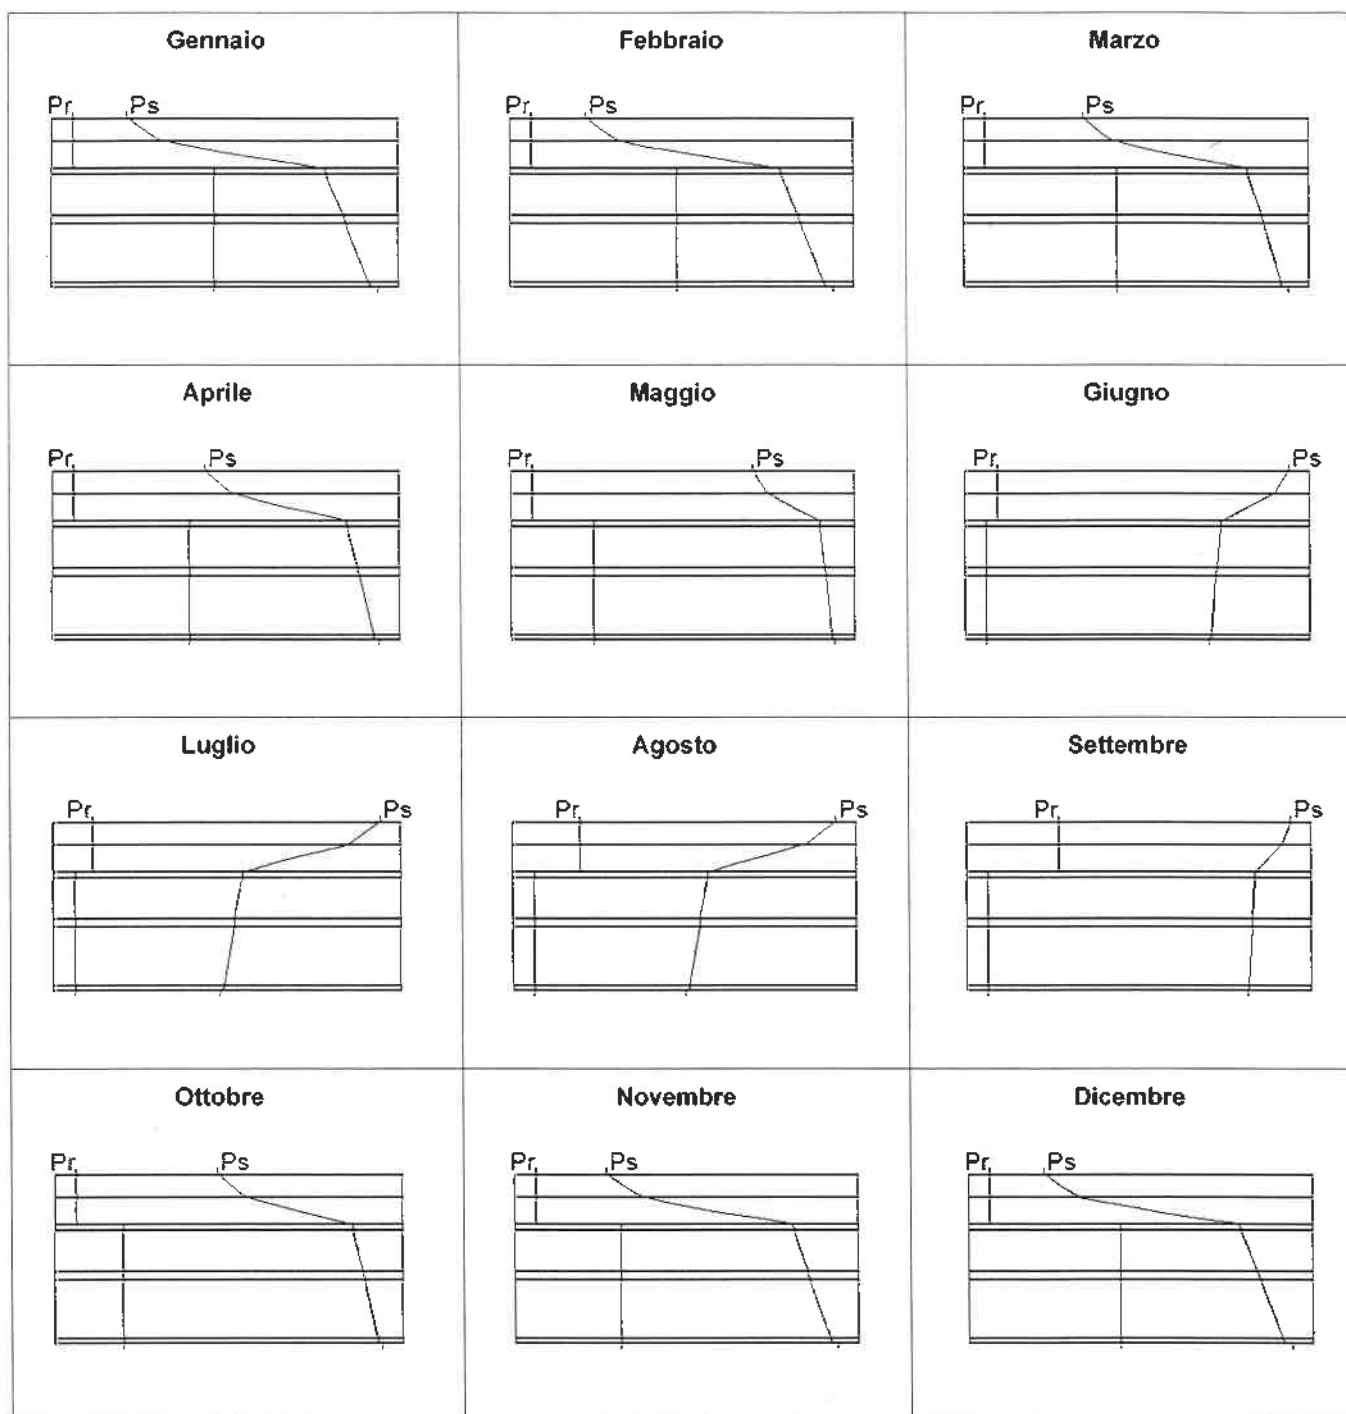 Gennaio Febbraio Marzo
Pr Ps Pr Ps Pr Ps
Aprile Maggio Giugno
Pr Ps Pr Ps Pr Ps
Luglio Agosto Settembre
Pr Ps Pr Ps Pr Ps
Ottobre Novembre Dicembre
Pr Ps Pr Ps Pr Ps